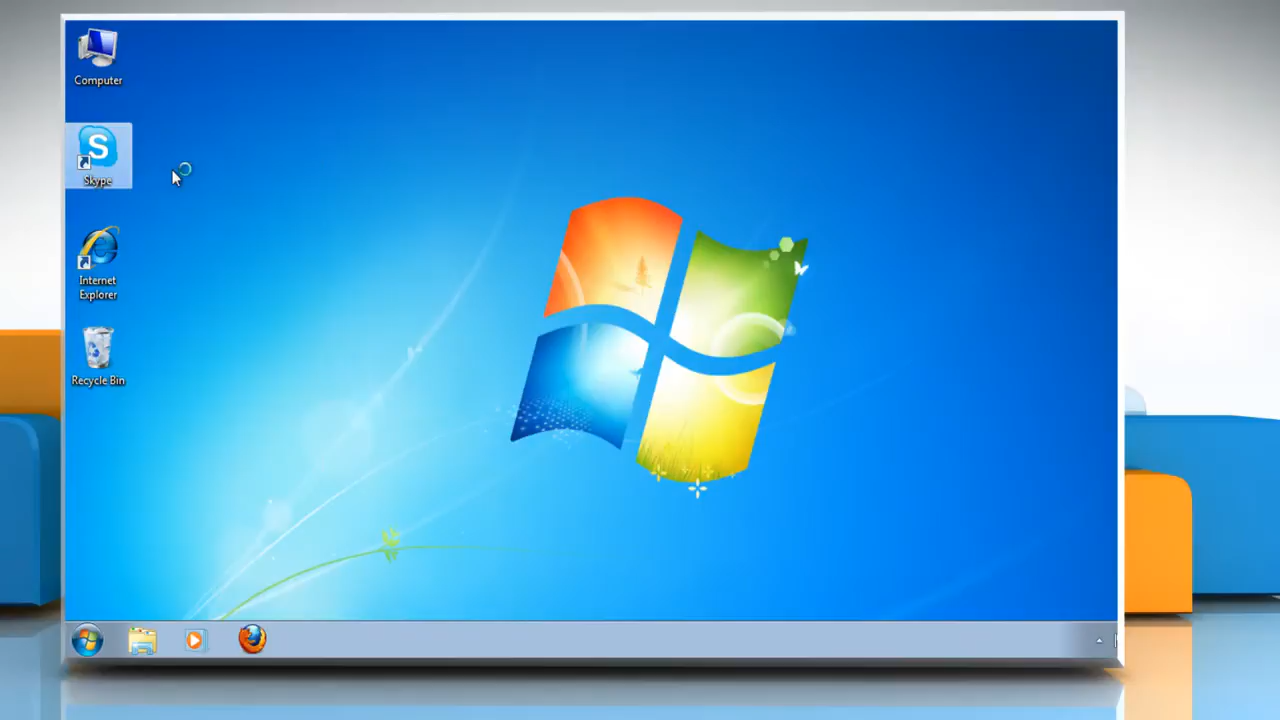 Computer
S
Skype
Internet
Explorer
Recycle Bin